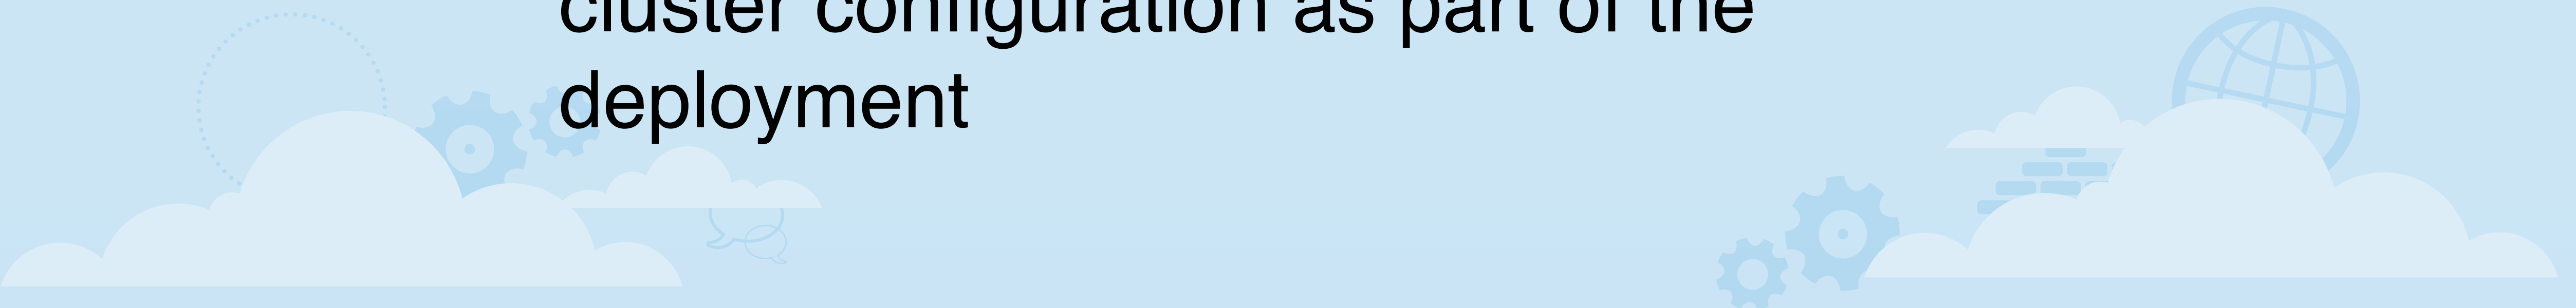 cluster configuration as part of the
deployment